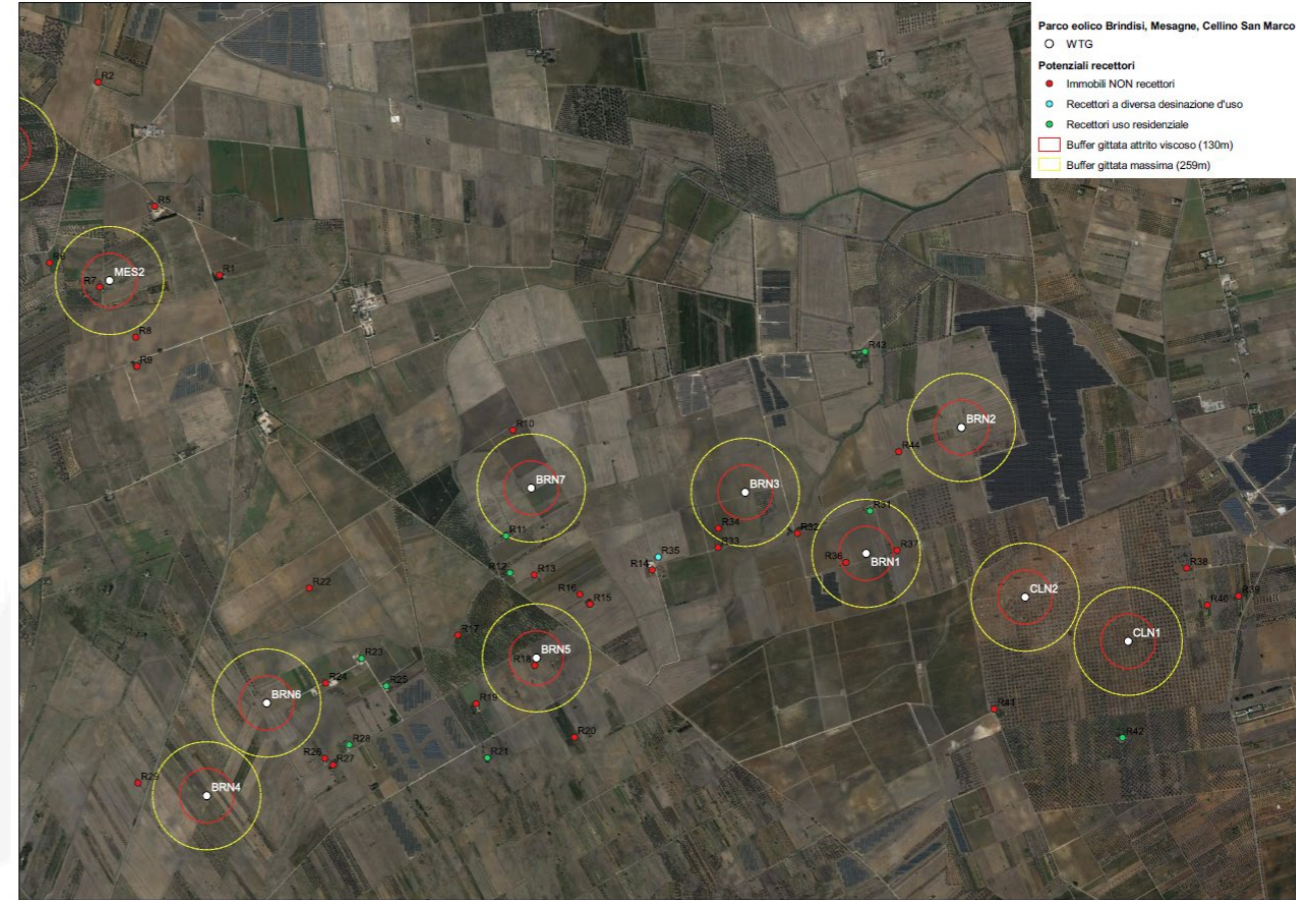 Parco eolico Brindisi, Mesagne, Cellino San Marco
WTG
Potenziali recettori
Immobili NON recettori
Recettori a diversa desinazione d'uso
Recettori uso residenziale
Buffer gittata attrito viscoso (130m)
Buffer gittata massima (259m)
R2
R5
R6
R1
MES2
R7
R8
R9
R43
R10
BRN2
R44
BRN7
BRN3
R11
R34
R32
R31
R33
R37
R35
R14
R36
BRN1
R12
R13
R38
R22
R16
R15
CLN2
R40
R39
R17
CLN1
BRN5
R18
R23
R24
R25
BRN6
R19
R41
R20
R42
R28
R26
R27
R21
R29
BRN4